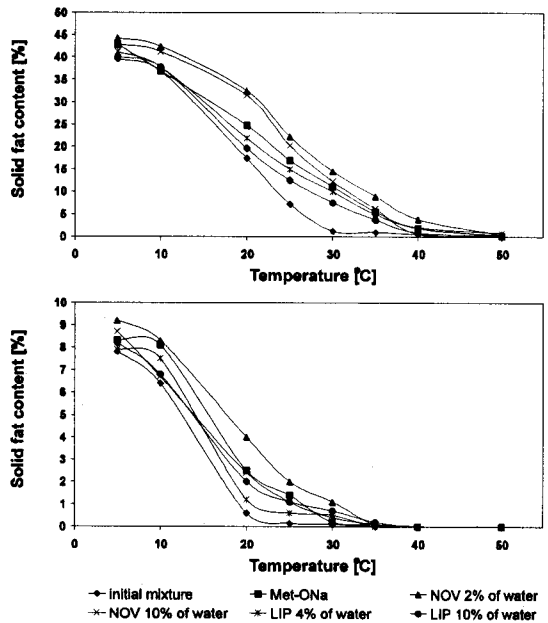 Solid fat content [%]
50
45
40
35
30
25
20
15
10
5
0
0 10 20 30 40 50
Temperature [°C]
Solid fat content [%]
10
9
8
7
6
5
4
3
2
1
0
0 10 20 30 40 50
Temperature [°C]
initial mixture Met-ONa NOV 2% of water
NOV 10% of water LIP 4% of water LIP 10% of water